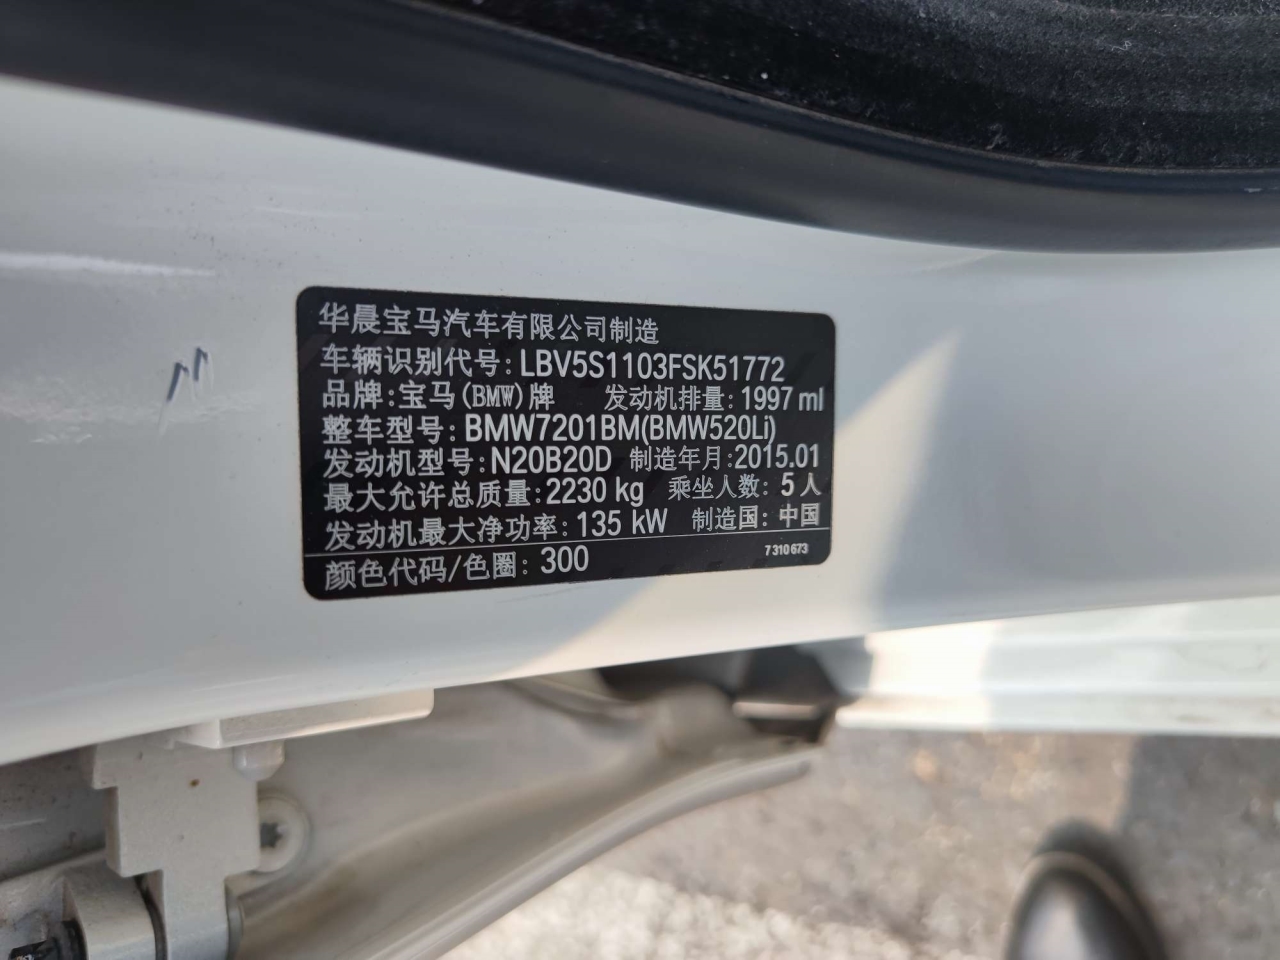 华晨宝马汽车有限公司制造
车辆识别代号：LBV5S1103FSK51772
品牌：宝马(BMW)牌 发动机排量：1997 ml
整车型号：BMW7201BM(BMW520Li)
发动机型号：N20B20D 制造年月：2015.01
最大允许总质量：2230 kg 乘坐人数：5人
发动机最大净功率：135 kW 制造国：中国
颜色代码/色圈：300 7 310 673